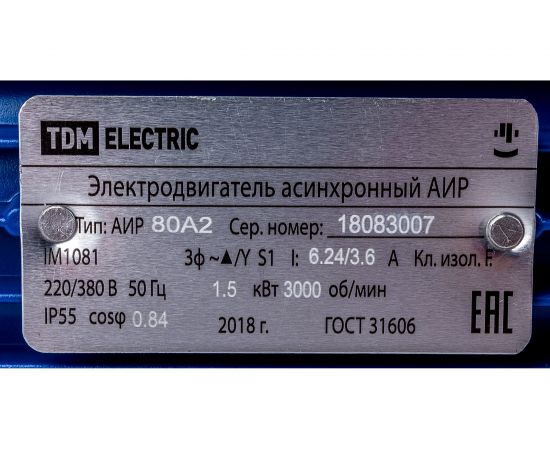 TDM ELECTRIC
Электродвигатель асинхронный АИР
Тип: АИР 80А2 Сер. номер: 18083007
IM1081 3ф ~▲/Y S1 I: 6.24/3.6 А Кл. изол. F.
220/380 В 50 Гц 1.5 кВт 3000 об/мин
IP55 cosφ 0.84 2018 г. ГОСТ 31606
ЕАС